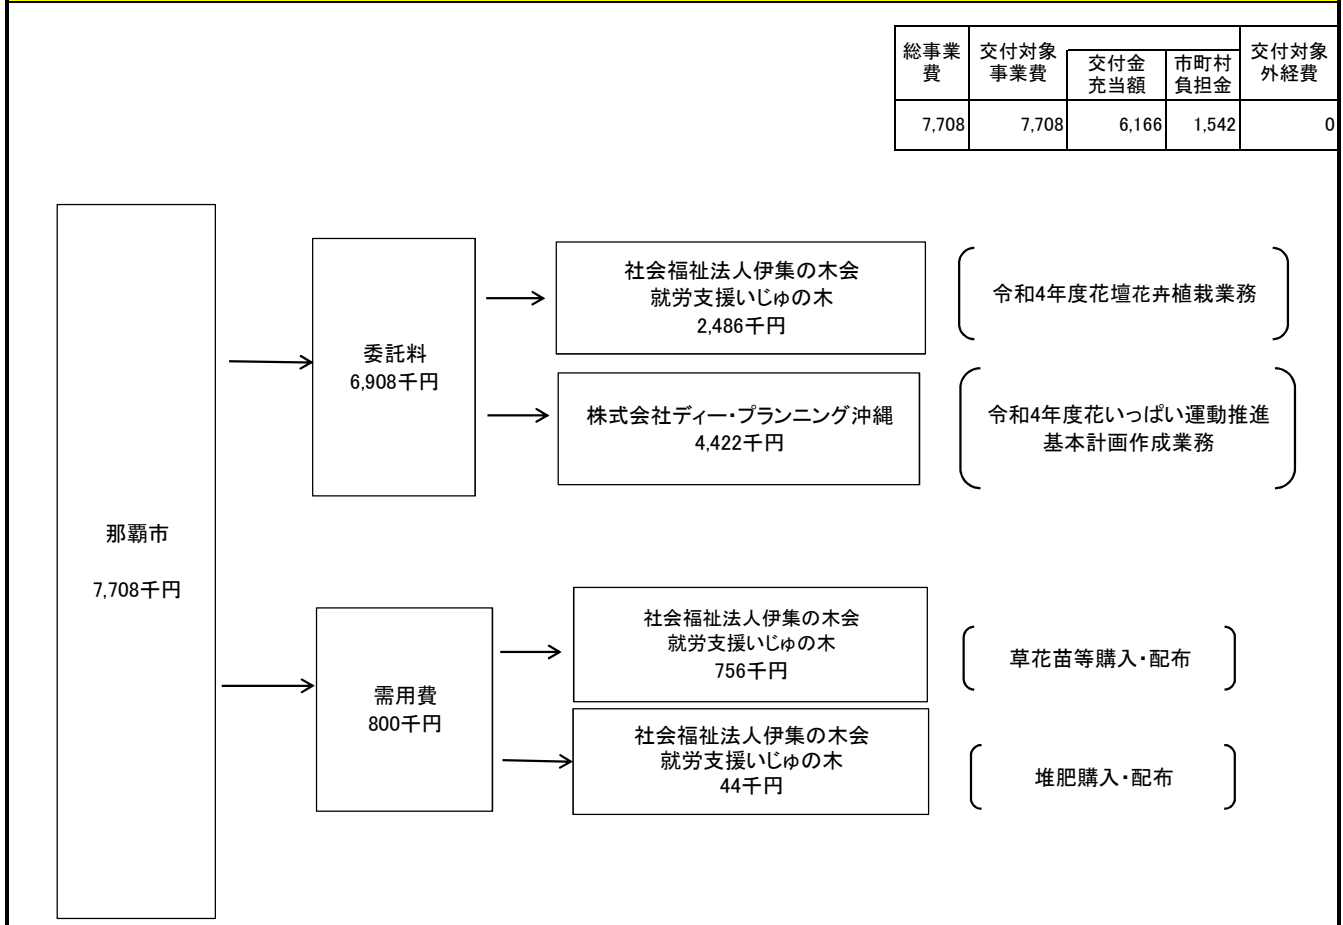 総事業
費
交付対象
事業費
交付金
充当額
市町村
負担金
交付対象
外経費
7,708
7,708
6,166
1,542
0
那覇市
7,708千円
委託料
6,908千円
社会福祉法人伊集の木会
就労支援いじゅの木
2,486千円
令和4年度花壇花卉植栽業務
株式会社ディー・プランニング沖縄
4,422千円
令和4年度花いっぱい運動推進
基本計画作成業務
需用費
800千円
社会福祉法人伊集の木会
就労支援いじゅの木
756千円
草花苗等購入・配布
社会福祉法人伊集の木会
就労支援いじゅの木
44千円
堆肥購入・配布